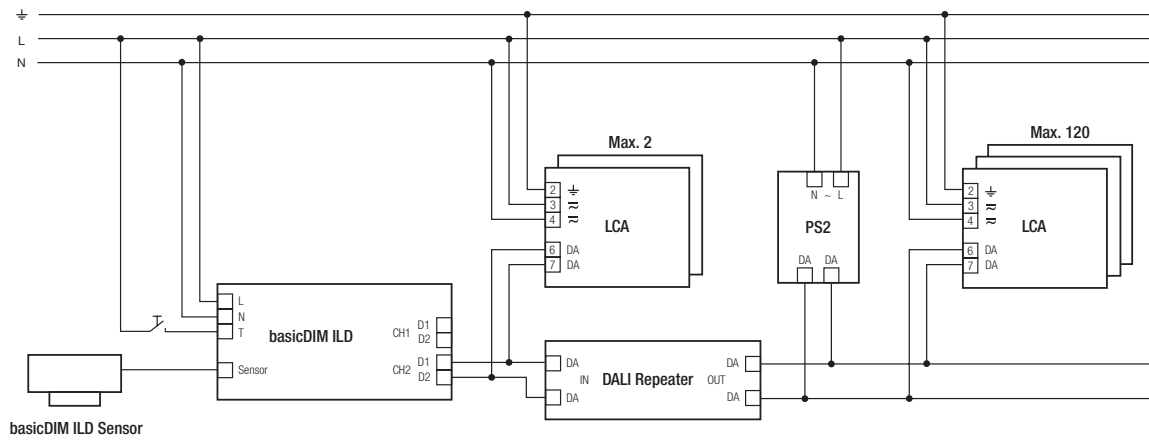 L
N
Max. 2
2
3
4
LCA
6 DA
7 DA
Max. 120
2
3
4
LCA
6 DA
7 DA
N ~ L
PS2
DA DA
L
N
T
Sensor
basicDIM ILD
CH1 D1
D2
CH2 D1
D2
DA
IN
DA
DALI Repeater
DA
OUT
DA
basicDIM ILD Sensor